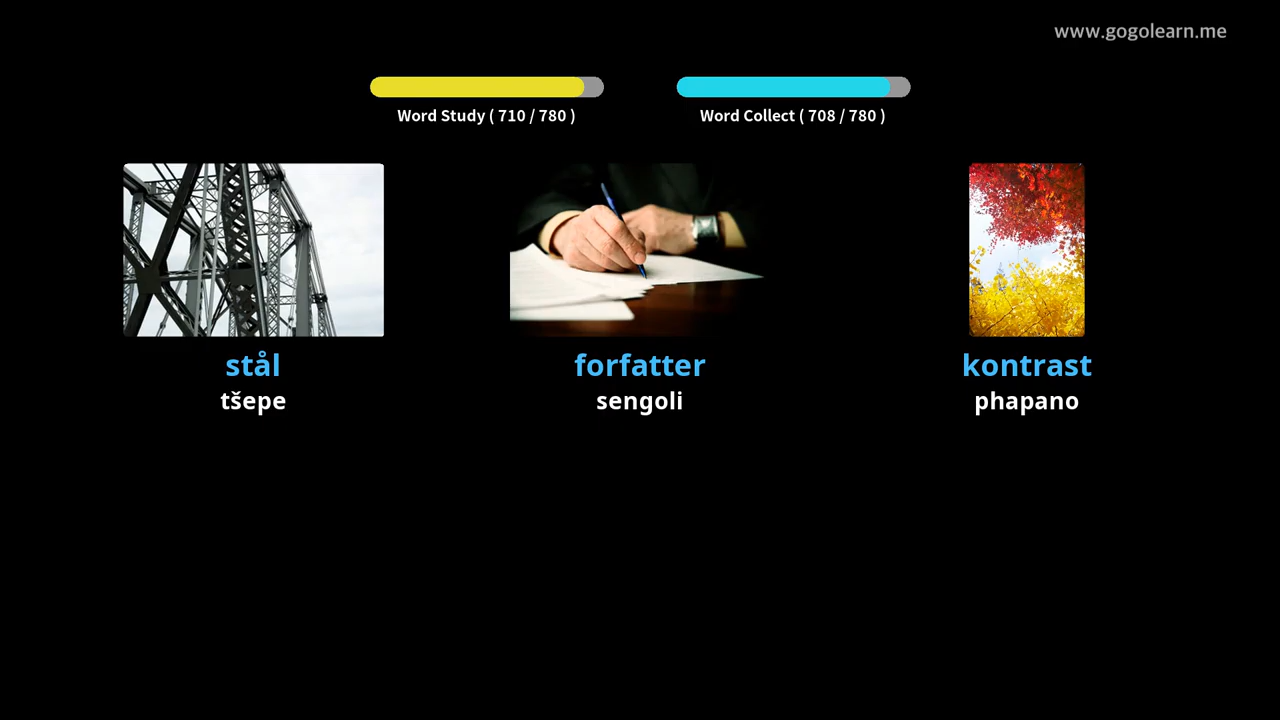 www.gogolearn.me
Word Study ( 710 / 780 )
Word Collect ( 708 / 780 )
stål
tšepe
forfatter
sengoli
kontrast
phapano